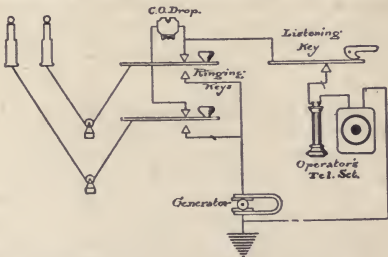 C.O. Drop.
Listening
Key
Ringing
Keys
Operator's
Tel. Set.
Generator